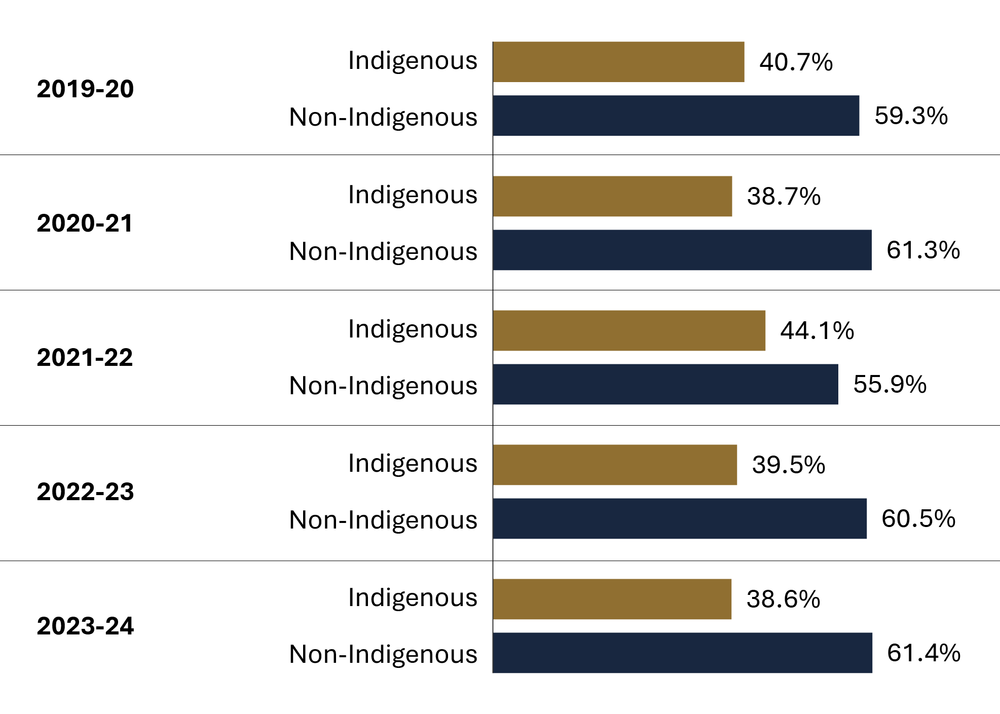 2019-20
Indigenous 40.7%
Non-Indigenous 59.3%
2020-21
Indigenous 38.7%
Non-Indigenous 61.3%
2021-22
Indigenous 44.1%
Non-Indigenous 55.9%
2022-23
Indigenous 39.5%
Non-Indigenous 60.5%
2023-24
Indigenous 38.6%
Non-Indigenous 61.4%